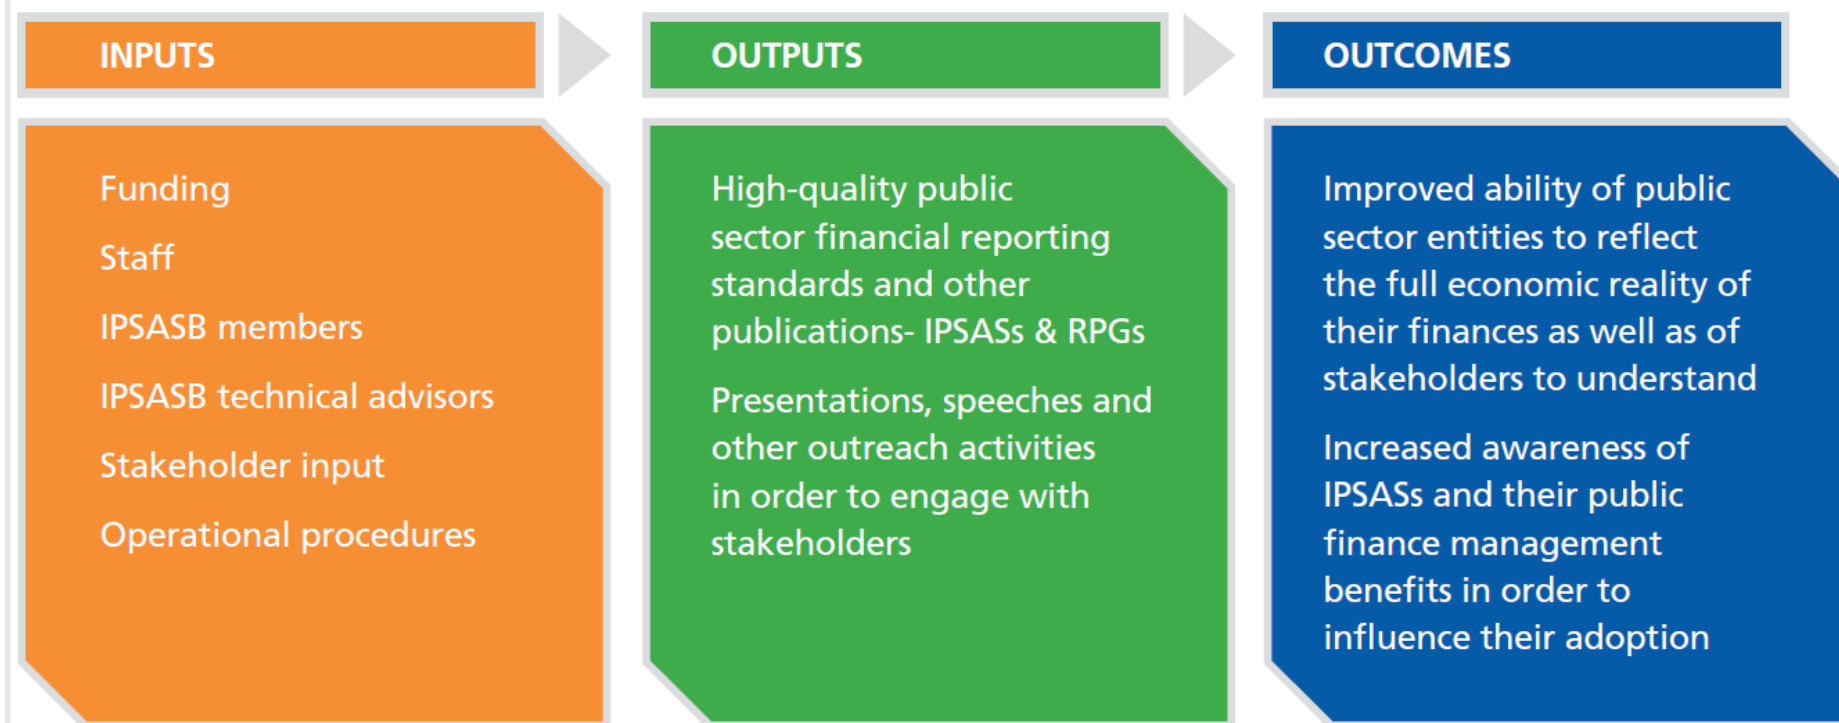 INPUTS
Funding
Staff
IPSASB members
IPSASB technical advisors
Stakeholder input
Operational procedures
OUTPUTS
High-quality public
sector financial reporting
standards and other
publications- IPSASs & RPGs
Presentations, speeches and
other outreach activities
in order to engage with
stakeholders
OUTCOMES
Improved ability of public
sector entities to reflect
the full economic reality of
their finances as well as of
stakeholders to understand
Increased awareness of
IPSASs and their public
finance management
benefits in order to
influence their adoption